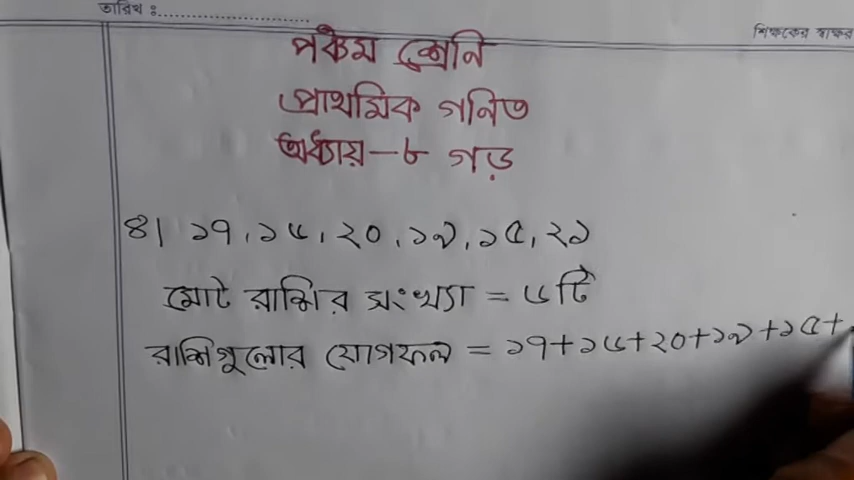 তারিখ :
শিক্ষকের স্বাক্ষর
পঞ্চম শ্রেনি
প্রাথমিক গনিত
অধ্যায়-৮ গড়
৪। ১৭, ১৬, ২০, ১৯, ১৫, ২১
মোট রাশির সংখ্যা = ৬টি
রাশিগুলোর যোগফল = ১৭+১৬+২০+১৯+১৫+